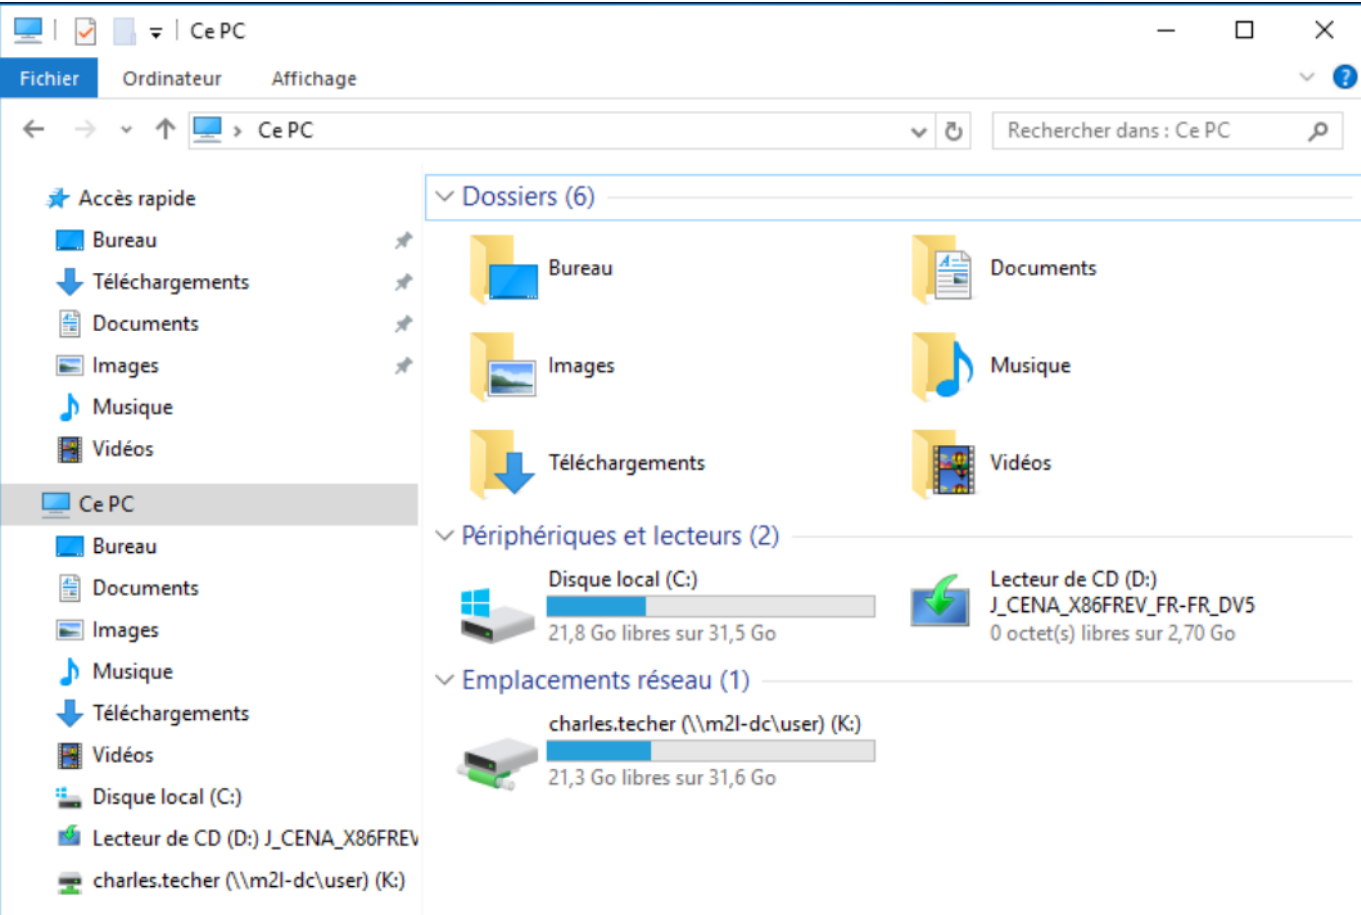 Ce PC
Fichier
Ordinateur
Affichage
?
Ce PC
Rechercher dans : Ce PC
Accès rapide
Bureau
Téléchargements
Documents
Images
Musique
Vidéos
Ce PC
Bureau
Documents
Images
Musique
Téléchargements
Vidéos
Disque local (C:)
Lecteur de CD (D:) J_CENA_X86FREV
charles.techer (\\m2l-dc\user) (K:)
Dossiers (6)
Bureau
Documents
Images
Musique
Téléchargements
Vidéos
Périphériques et lecteurs (2)
Disque local (C:)
21,8 Go libres sur 31,5 Go
Lecteur de CD (D:)
J_CENA_X86FREV_FR-FR_DV5
0 octet(s) libres sur 2,70 Go
Emplacements réseau (1)
charles.techer (\\m2l-dc\user) (K:)
21,3 Go libres sur 31,6 Go